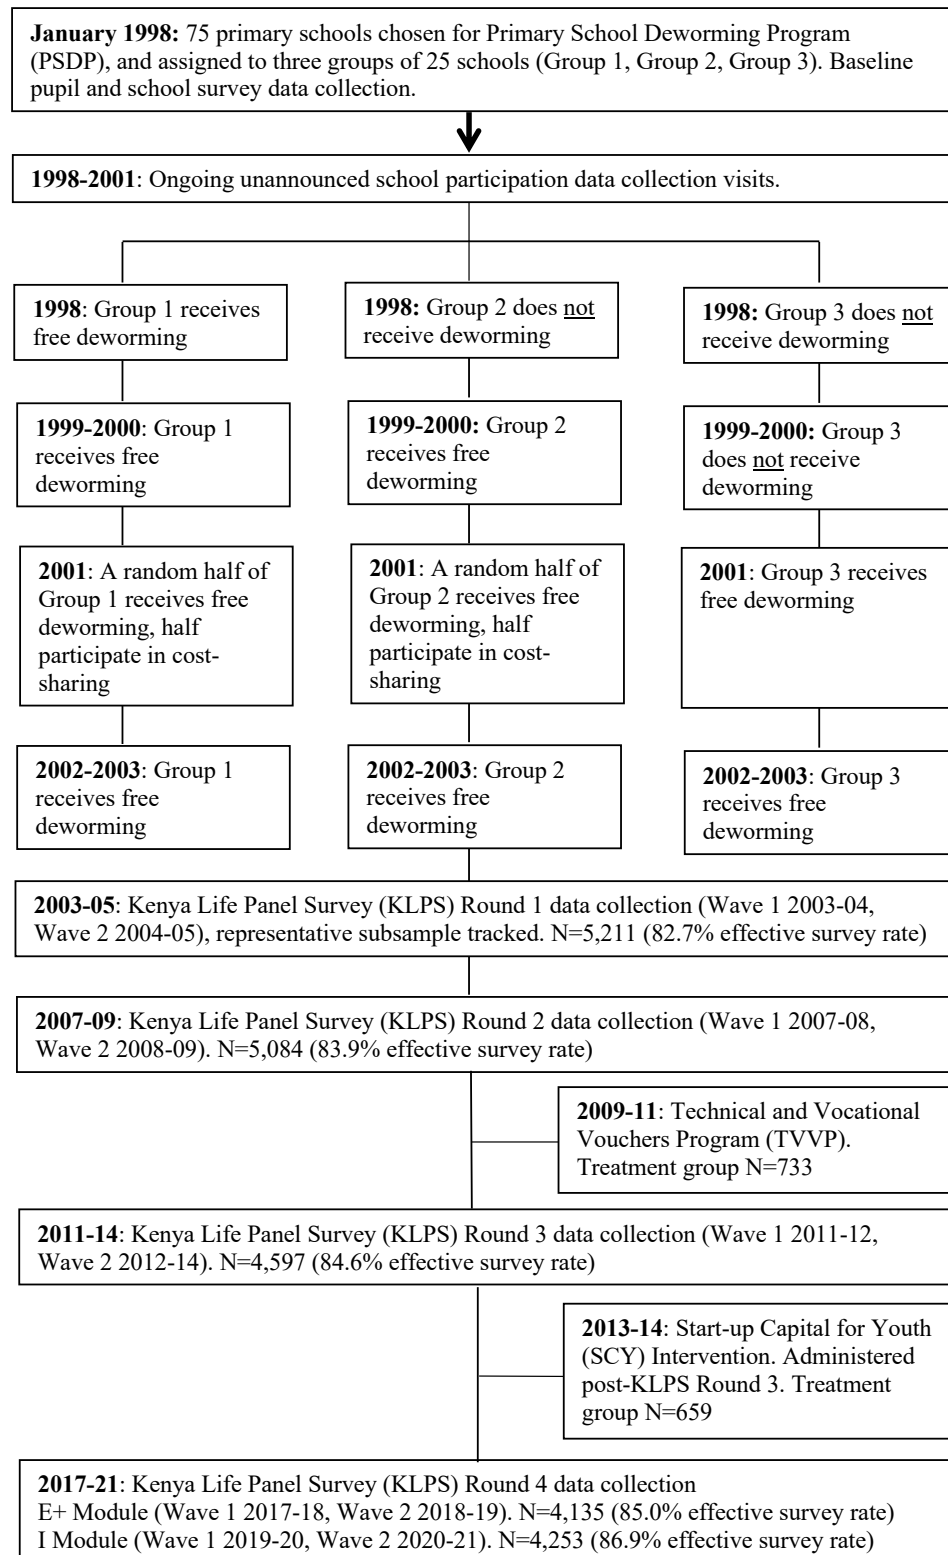 January 1998: 75 primary schools chosen for Primary School Deworming Program
(PSDP), and assigned to three groups of 25 schools (Group 1, Group 2, Group 3). Baseline
pupil and school survey data collection.
1998-2001: Ongoing unannounced school participation data collection visits.
1998: Group 1 receives
free deworming
1998: Group 2 does not
receive deworming
1998: Group 3 does not
receive deworming
1999-2000: Group 1
receives free
deworming
1999-2000: Group 2
receives free
deworming
1999-2000: Group 3
does not receive
deworming
2001: A random half of
Group 1 receives free
deworming, half
participate in cost-
sharing
2001: A random half of
Group 2 receives free
deworming, half
participate in cost-
sharing
2001: Group 3 receives
free deworming
2002-2003: Group 1
receives free
deworming
2002-2003: Group 2
receives free
deworming
2002-2003: Group 3
receives free
deworming
2003-05: Kenya Life Panel Survey (KLPS) Round 1 data collection (Wave 1 2003-04,
Wave 2 2004-05), representative subsample tracked. N=5,211 (82.7% effective survey rate)
2007-09: Kenya Life Panel Survey (KLPS) Round 2 data collection (Wave 1 2007-08,
Wave 2 2008-09). N=5,084 (83.9% effective survey rate)
2009-11: Technical and Vocational
Vouchers Program (TVVP).
Treatment group N=733
2011-14: Kenya Life Panel Survey (KLPS) Round 3 data collection (Wave 1 2011-12,
Wave 2 2012-14). N=4,597 (84.6% effective survey rate)
2013-14: Start-up Capital for Youth
(SCY) Intervention. Administered
post-KLPS Round 3. Treatment
group N=659
2017-21: Kenya Life Panel Survey (KLPS) Round 4 data collection
E+ Module (Wave 1 2017-18, Wave 2 2018-19). N=4,135 (85.0% effective survey rate)
I Module (Wave 1 2019-20, Wave 2 2020-21). N=4,253 (86.9% effective survey rate)